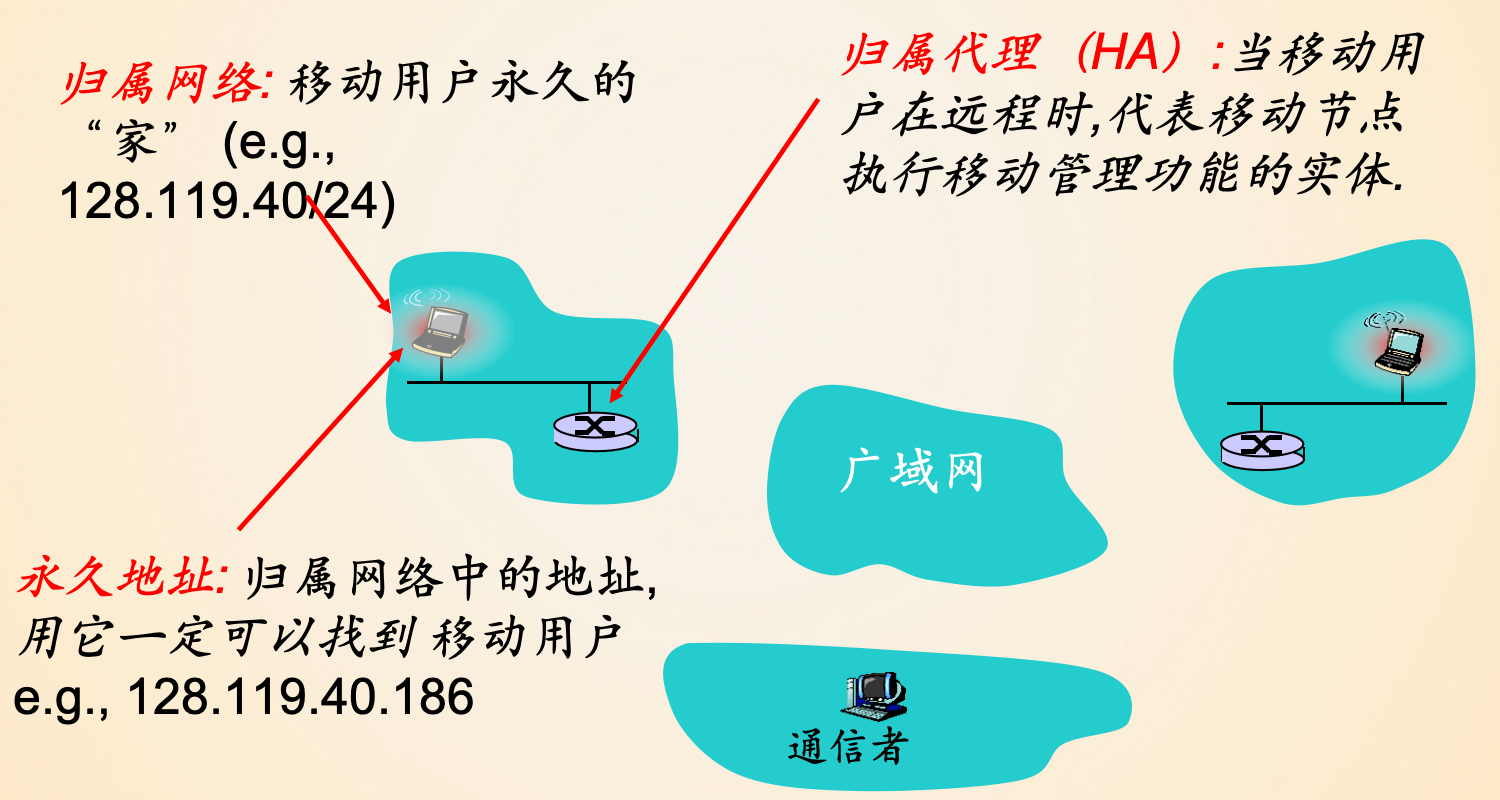 归属网络: 移动用户永久的
“家” (e.g.,
128.119.40/24)
归属代理（HA）:当移动用
户在远程时,代表移动节点
执行移动管理功能的实体.
广域网
永久地址: 归属网络中的地址,
用它一定可以找到 移动用户
e.g., 128.119.40.186
通信者